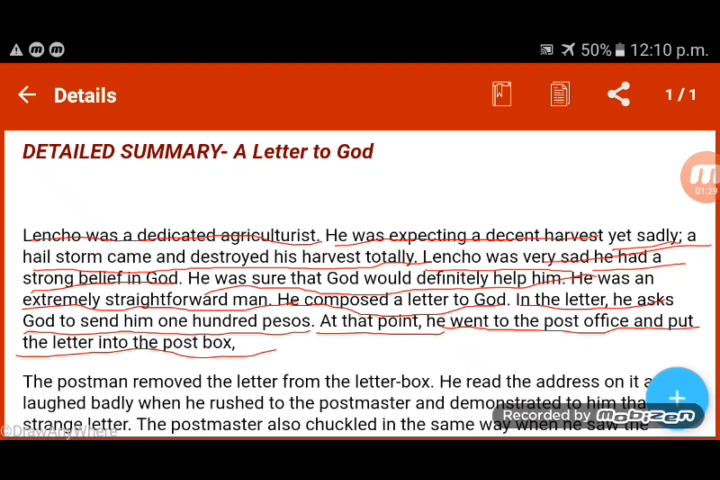 50% 12:10 p.m.
Details
1 / 1
DETAILED SUMMARY- A Letter to God
01:29
Lencho was a dedicated agriculturist. He was expecting a decent harvest yet sadly; a
hail storm came and destroyed his harvest totally. Lencho was very sad he had a
strong belief in God. He was sure that God would definitely help him. He was an
extremely straightforward man. He composed a letter to God. In the letter, he asks
God to send him one hundred pesos. At that point, he went to the post office and put
the letter into the post box,
The postman removed the letter from the letter-box. He read the address on it a
laughed badly when he rushed to the postmaster and demonstrated to him tha
+
Recorded by Mobizen
strange letter. The postmaster also chuckled in the same way when he saw the
©DrawAnyWhere